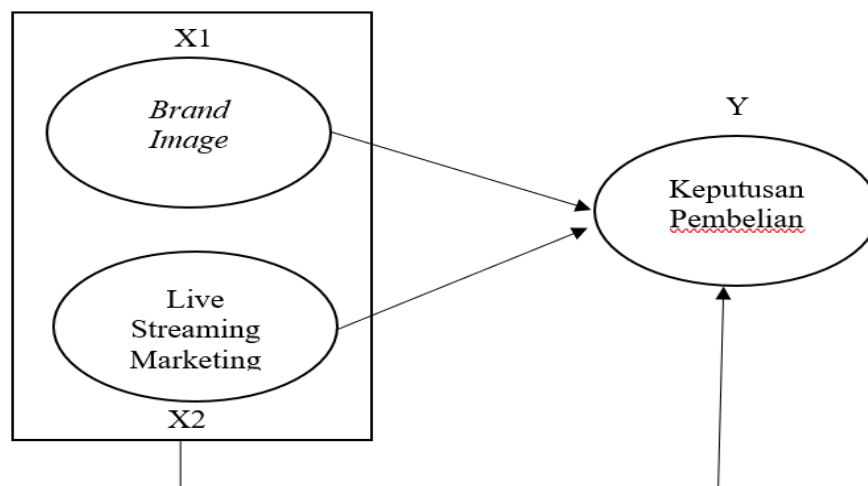 X1
Brand
Image
Live
Streaming
Marketing
X2
Y
Keputusan
Pembelian